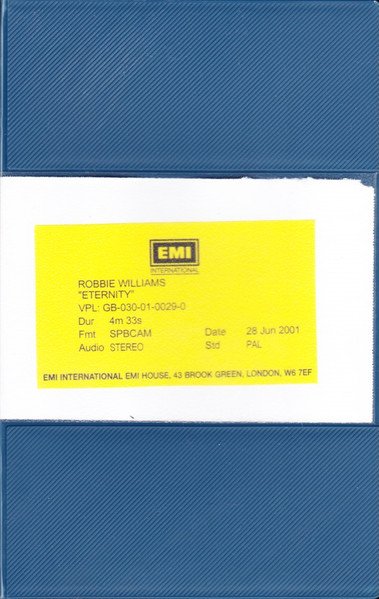 EMI
INTERNATIONAL
ROBBIE WILLIAMS
"ETERNITY"
VPL: GB-030-01-0029-0
Dur 4m 33s
Fmt SPBCAM Date 28 Jun 2001
Audio STEREO Std PAL
EMI INTERNATIONAL EMI HOUSE, 43 BROOK GREEN, LONDON, W6 7EF